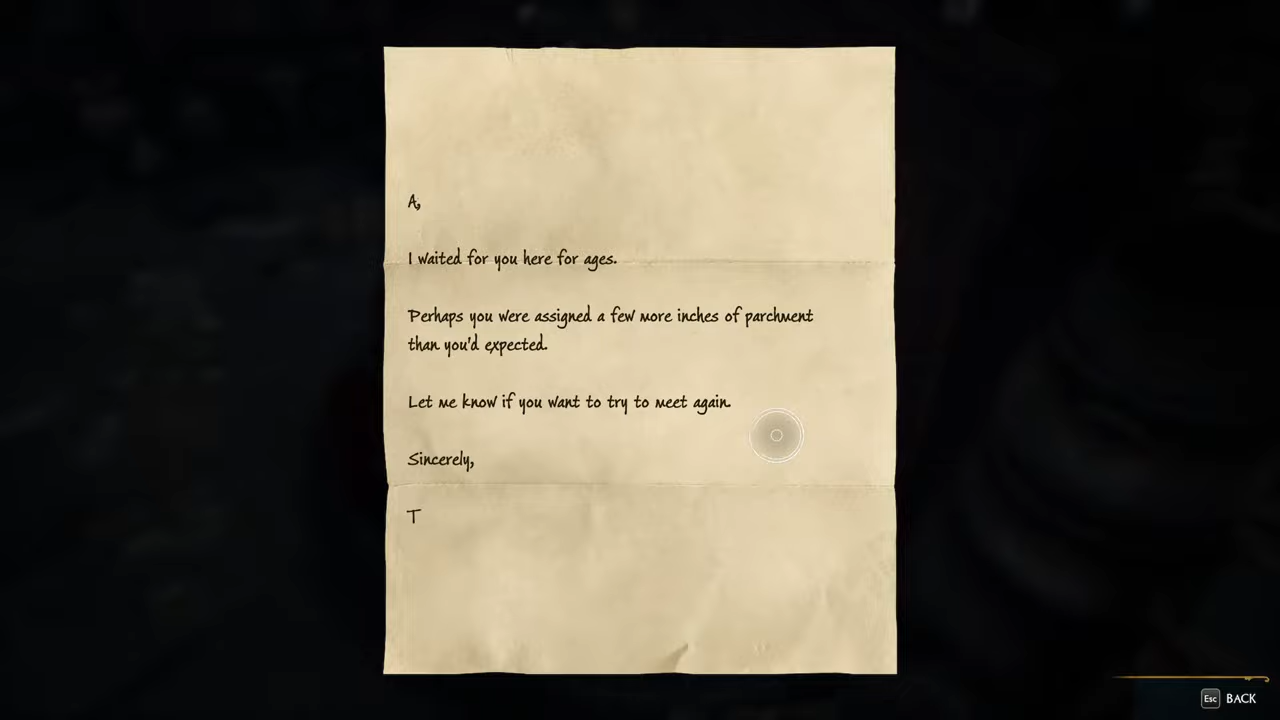 A,
I waited for you here for ages.
Perhaps you were assigned a few more inches of parchment
than you'd expected.
Let me know if you want to try to meet again.
Sincerely,
T
Esc BACK